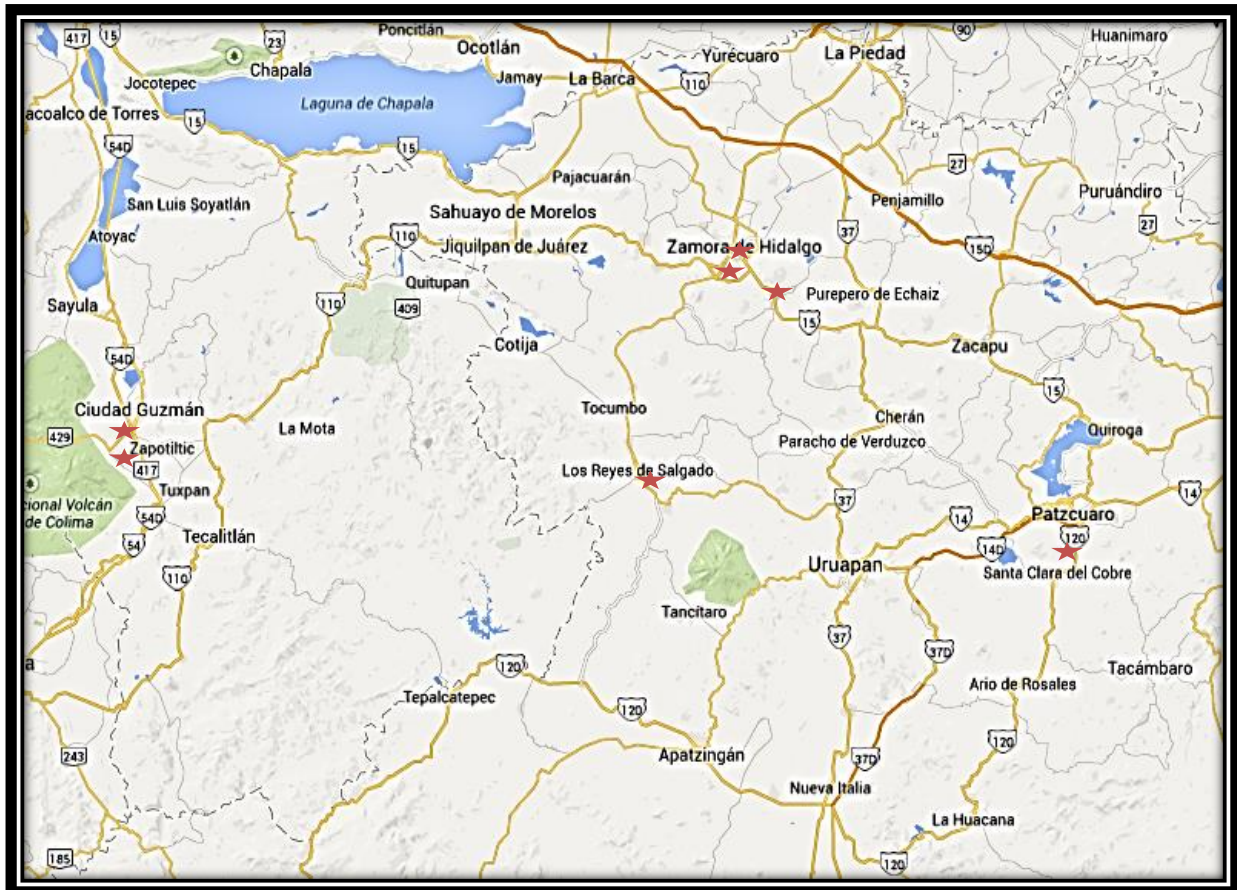 417
15
23
Poncitlán
Ocotlán
90
Huanimaro
Jocotepec
Chapala
Jamay
La Barca
Yurécuaro
La Piedad
110
acoalco de Torres
15
Laguna de Chapala
54D
15
27
San Luis Soyatlán
Pajacuarán
Penjamillo
Puruándiro
Sahuayo de Morelos
27
Atoyac
110
Jiquilpan de Juárez
Zamora de Hidalgo
37
15D
Sayula
Quitupan
110
409
Purepero de Echaiz
15
Cotija
Zacapu
54D
15
Ciudad Guzmán
Tocumbo
Cherán
429
La Mota
Paracho de Verduzco
Quiroga
Zapotiltic
417
Los Reyes de Salgado
Tuxpan
37
14
cional Volcán
de Colima
54D
14
Patzcuaro
54
Tecalitlán
120
14D
Uruapan
Santa Clara del Cobre
110
Tancítaro
37
37D
a
120
Tacámbaro
Tepalcatepec
Ario de Rosales
120
243
Apatzingán
120
37D
Nueva Italia
La Huacana
185
120